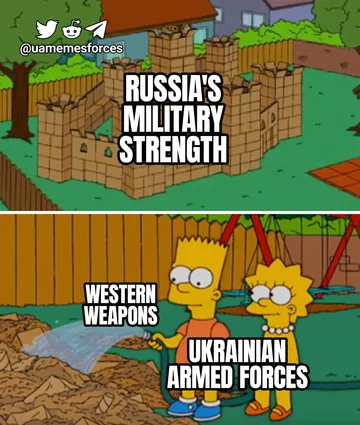 @uamemesforces
RUSSIA'S
MILITARY
STRENGTH
WESTERN
WEAPONS
UKRAINIAN
ARMED FORCES